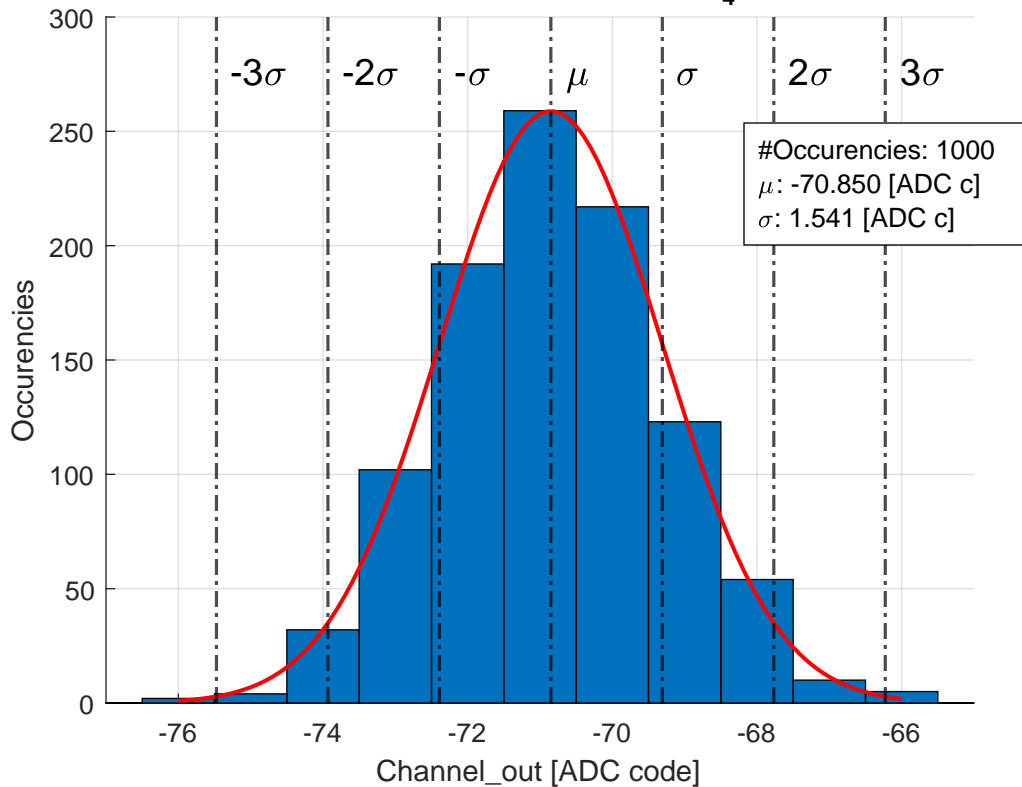 4
300
250
200
150
100
50
0
-3σ -2σ -σ μ σ 2σ 3σ
#Occurencies: 1000
μ: -70.850 [ADC c]
σ: 1.541 [ADC c]
Occurencies
-76 -74 -72 -70 -68 -66
Channel_out [ADC code]